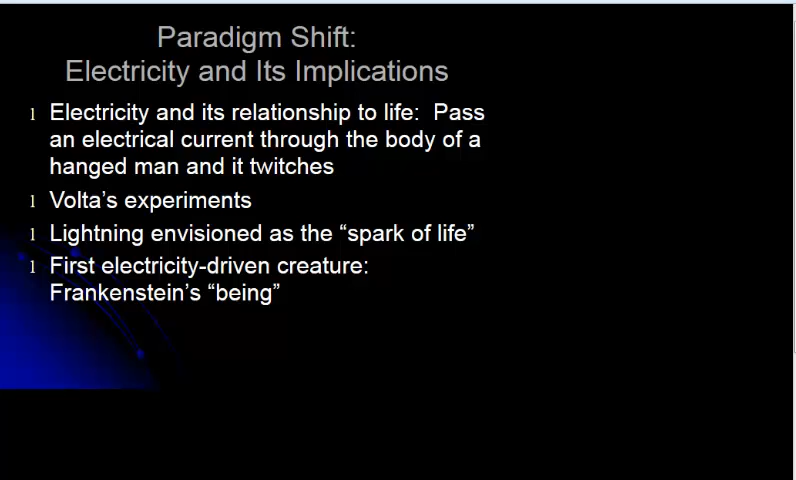 Paradigm Shift:
Electricity and Its Implications
l Electricity and its relationship to life:  Pass
an electrical current through the body of a
hanged man and it twitches
l Volta’s experiments
l Lightning envisioned as the “spark of life”
l First electricity-driven creature:
Frankenstein’s “being”